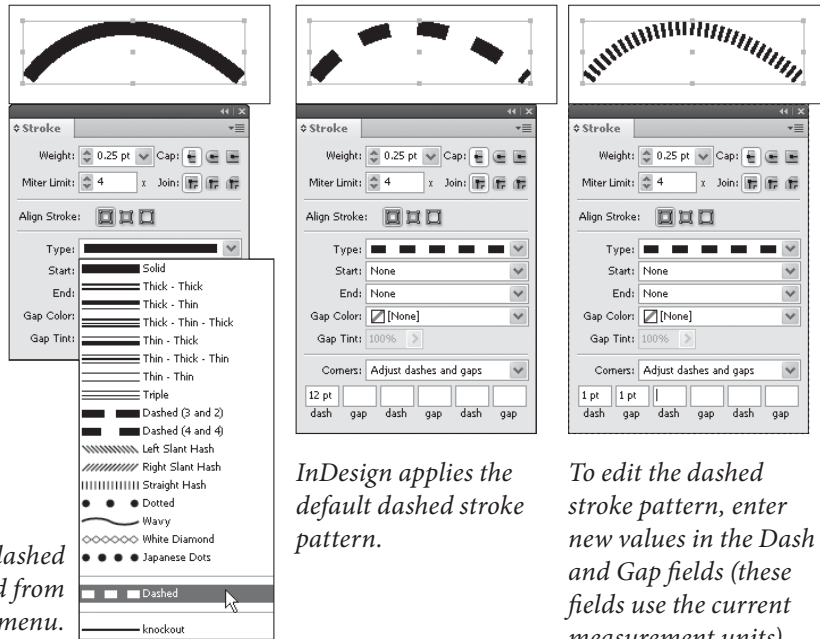 Stroke
Weight: 0.25 pt Cap:
Miter Limit: 4 x Join:
Align Stroke:
Type:
Start:
End:
Gap Color:
Gap Tint:
Solid
Thick - Thick
Thick - Thin
Thick - Thin - Thick
Thin - Thick
Thin - Thick - Thin
Thin - Thin
Triple
Dashed (3 and 2)
Dashed (4 and 4)
Left Slant Hash
Right Slant Hash
Straight Hash
Dotted
Wavy
White Diamond
Japanese Dots
Dashed
knockout
dashed
from
menu.
Stroke
Weight: 0.25 pt Cap:
Miter Limit: 4 x Join:
Align Stroke:
Type:
Start: None
End: None
Gap Color: [None]
Gap Tint: 100%
Corners: Adjust dashes and gaps
12 pt
dash gap dash gap dash gap
InDesign applies the
default dashed stroke
pattern.
Stroke
Weight: 0.25 pt Cap:
Miter Limit: 4 x Join:
Align Stroke:
Type:
Start: None
End: None
Gap Color: [None]
Gap Tint: 100%
Corners: Adjust dashes and gaps
1 pt 1 pt
dash gap dash gap dash gap
To edit the dashed
stroke pattern, enter
new values in the Dash
and Gap fields (these
fields use the current
measurement units)